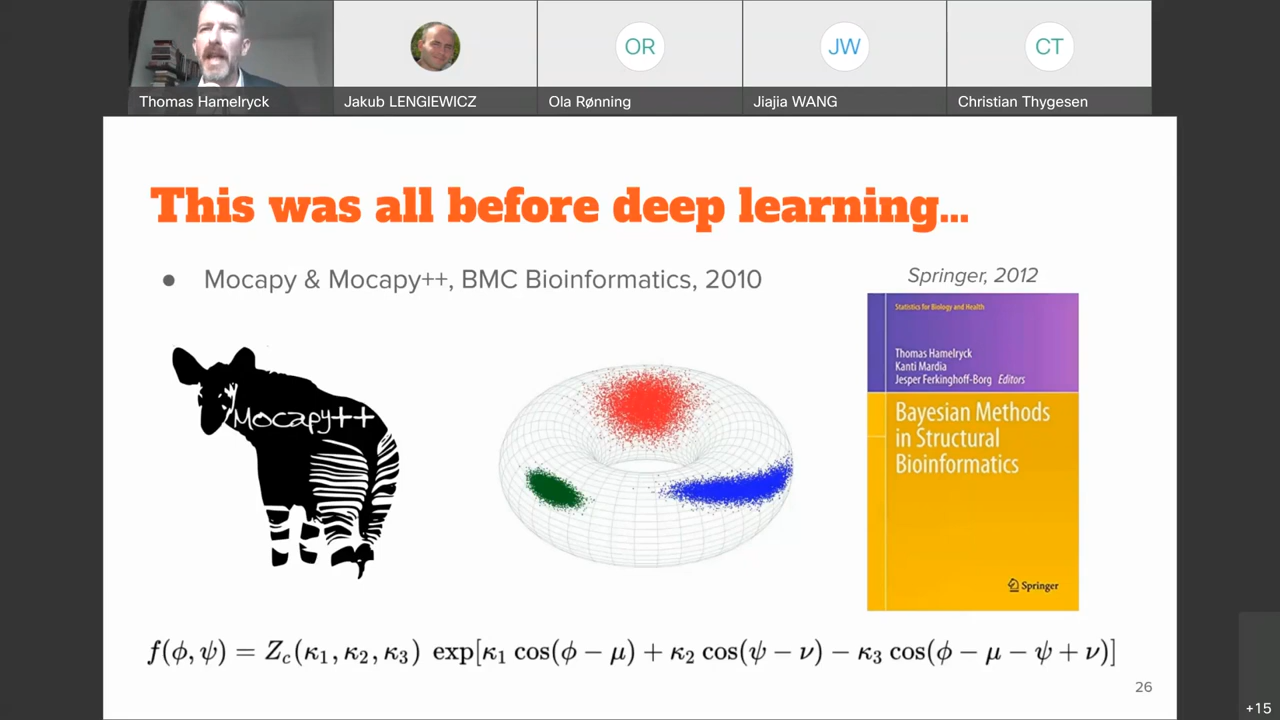 OR
JW
CT
Thomas Hamelryck
Jakub LENGIEWICZ
Ola Rønning
Jiajia WANG
Christian Thygesen
This was all before deep learning...
● Mocapy & Mocapy++, BMC Bioinformatics, 2010
Springer, 2012
Mocapy++
Statistics for Biology and Health
Thomas Hamelryck
Kanti Mardia
Jesper Ferkinghoff-Borg Editors
Bayesian Methods
in Structural
Bioinformatics
Springer
f(ϕ, ψ) = Z_c(κ₁, κ₂, κ₃) exp[κ₁ cos(ϕ − μ) + κ₂ cos(ψ − ν) − κ₃ cos(ϕ − μ − ψ + ν)]
26
+15